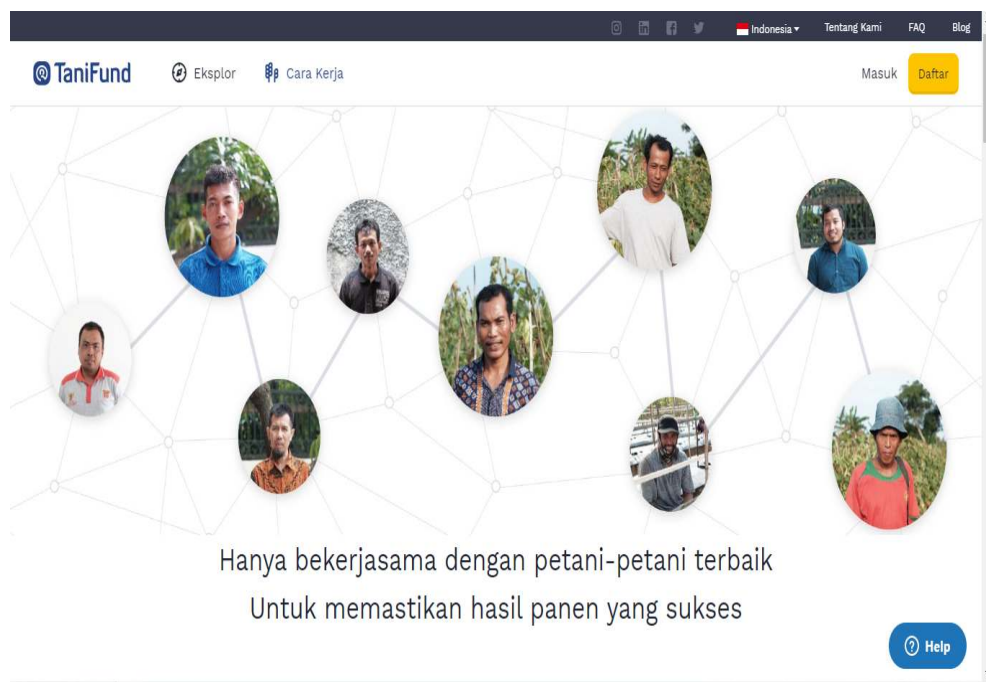 Indonesia Tentang Kami FAQ Blog
TaniFund Eksplor Cara Kerja Masuk Daftar
Hanya bekerjasama dengan petani-petani terbaik
Untuk memastikan hasil panen yang sukses
Help